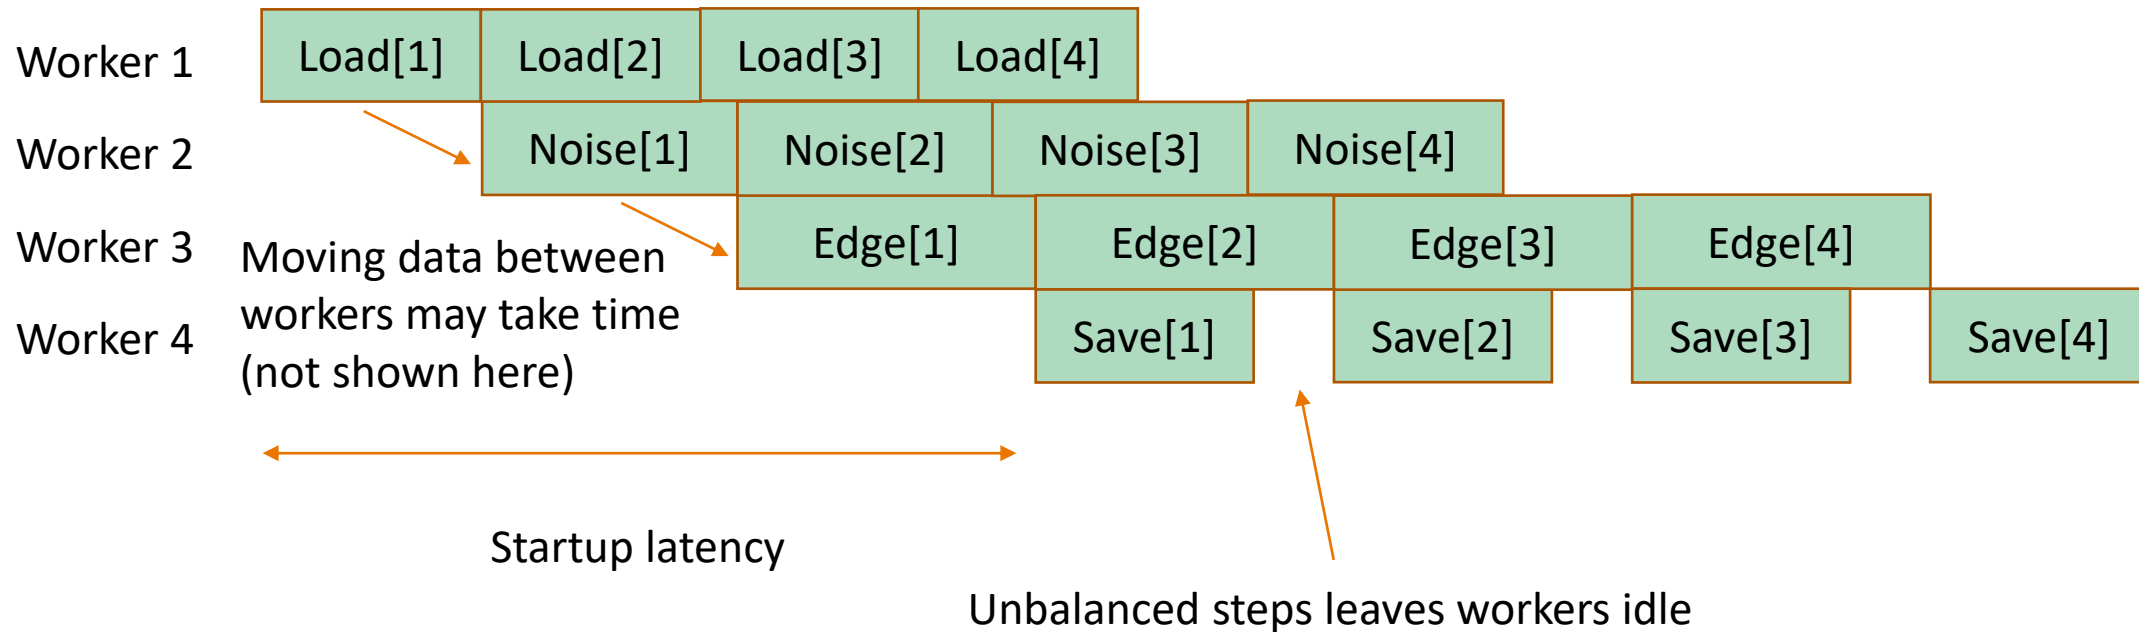 Worker 1 Load[1] Load[2] Load[3] Load[4]
Worker 2 Noise[1] Noise[2] Noise[3] Noise[4]
Worker 3 Edge[1] Edge[2] Edge[3] Edge[4]
Worker 4 Save[1] Save[2] Save[3] Save[4]
Moving data between
workers may take time
(not shown here)
Startup latency
Unbalanced steps leaves workers idle